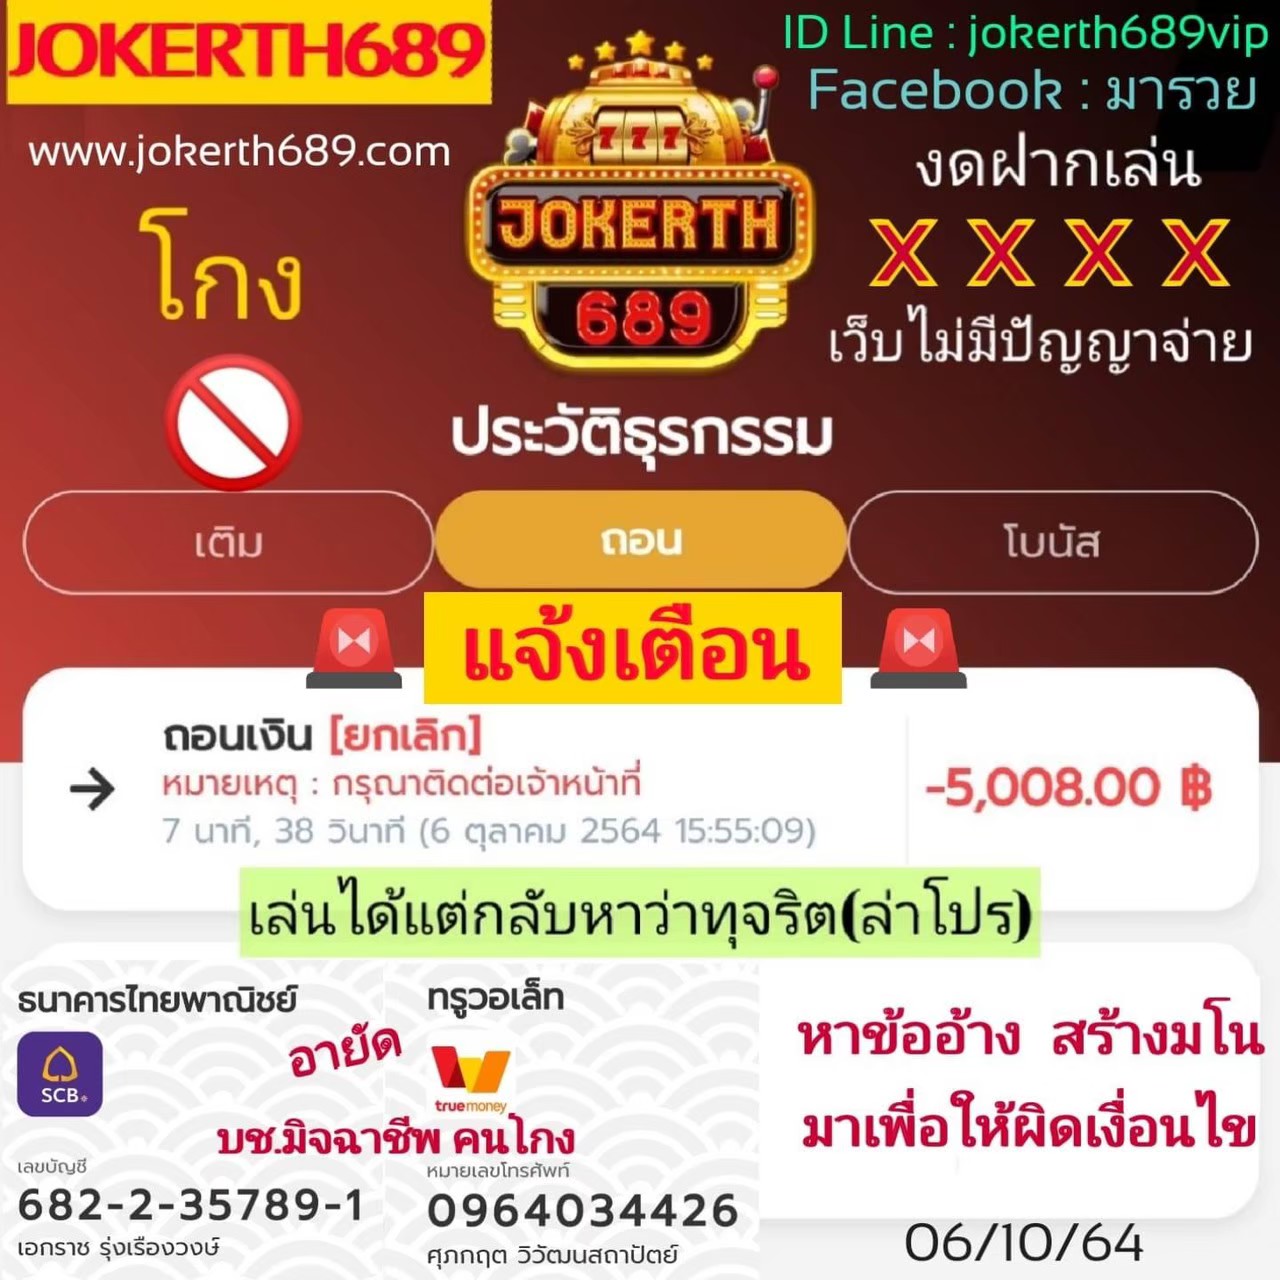 JOKERTH689
www.jokerth689.com
ID Line : jokerth689vip
Facebook : มารวย
งดฝากเล่น
X X X X
เว็บไม่มีปัญญาจ่าย
โกง
777
JOKERTH
689
ประวัติธุรกรรม
เติม
ถอน
โบนัส
แจ้งเตือน
ถอนเงิน [ยกเลิก]
หมายเหตุ : กรุณาติดต่อเจ้าหน้าที่
7 นาที, 38 วินาที (6 ตุลาคม 2564 15:55:09)
-5,008.00 ฿
เล่นได้แต่กลับหาว่าทุจริต(ล่าโปร)
ธนาคารไทยพาณิชย์
SCB
อายัด
ทรูวอเล็ท
truemoney
บช.มิจฉาชีพ คนโกง
เลขบัญชี
682-2-35789-1
เอกราช รุ่งเรืองวงษ์
หมายเลขโทรศัพท์
0964034426
ศุภกฤต วิวัฒนสถาปัตย์
หาข้ออ้าง สร้างมโน
มาเพื่อให้ผิดเงื่อนไข
06/10/64